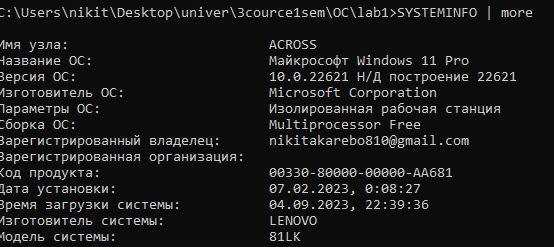 C:\Users\nikit\Desktop\univer\3cource1sem\OC\lab1>SYSTEMINFO | more
Имя узла: ACROSS
Название ОС: Майкрософт Windows 11 Pro
Версия ОС: 10.0.22621 Н/Д построение 22621
Изготовитель ОС: Microsoft Corporation
Параметры ОС: Изолированная рабочая станция
Сборка ОС: Multiprocessor Free
Зарегистрированный владелец: nikitakarebo810@gmail.com
Зарегистрированная организация:
Код продукта: 00330-80000-00000-AA681
Дата установки: 07.02.2023, 0:08:27
Время загрузки системы: 04.09.2023, 22:39:36
Изготовитель системы: LENOVO
Модель системы: 81LK